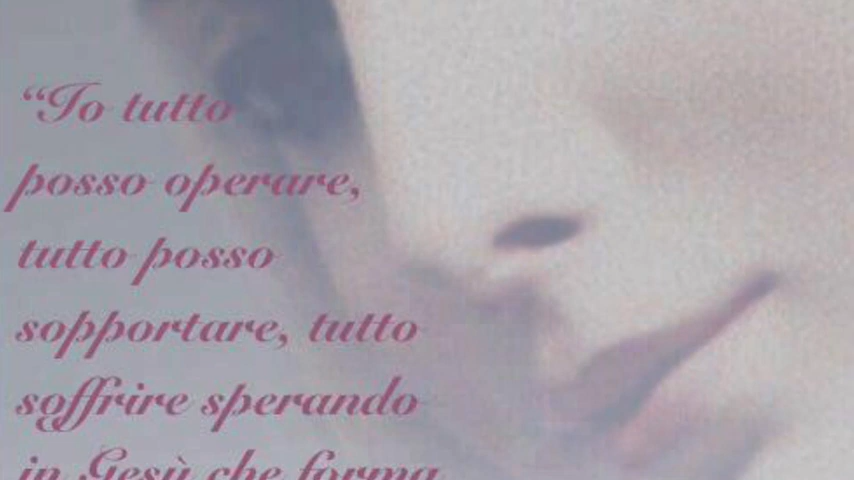 “Io tutto
posso operare,
tutto posso
sopportare, tutto
soffrire sperando
in Gesù che forma